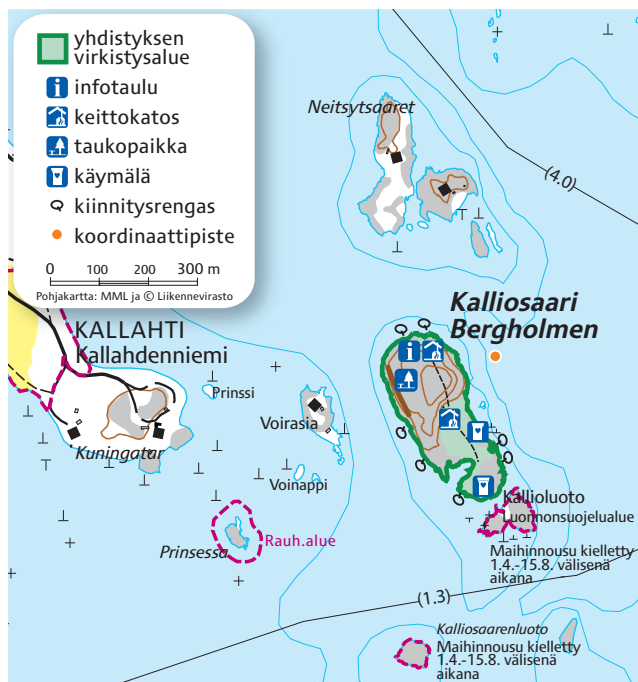 yhdistyksen
virkistysalue
infotaulu
keittokatos
taukopaikka
käymälä
kiinnitysrengas
koordinaattipiste
0 100 200 300 m
Pohjakartta: MML ja © Liikennevirasto
Neitsytsaaret
(4.0)
Kalliosaari
Bergholmen
KALLAHTI
Kallahdenniemi
Prinssi
Voirasia
Kuningatar
Voinappi
Kallioluoto
Luonnonsuojelualue
Rauh.alue
Prinsessa
Maihinnousu kielletty
1.4.-15.8. välisenä
aikana
(1.3)
Kalliosaarenluoto
Maihinnousu kielletty
1.4.-15.8. välisenä
aikana